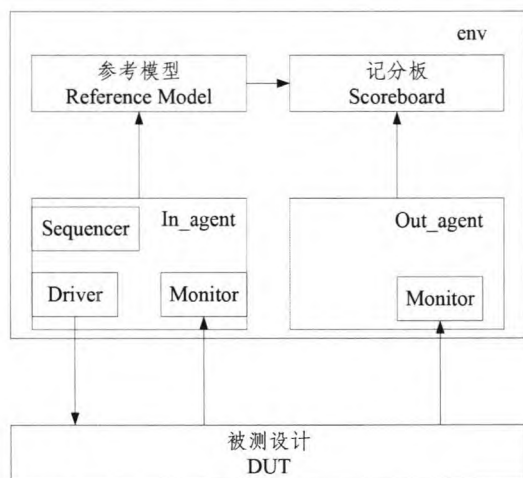 env
参考模型
Reference Model
记分板
Scoreboard
In_agent
Sequencer
Driver
Monitor
Out_agent
Monitor
被测设计
DUT